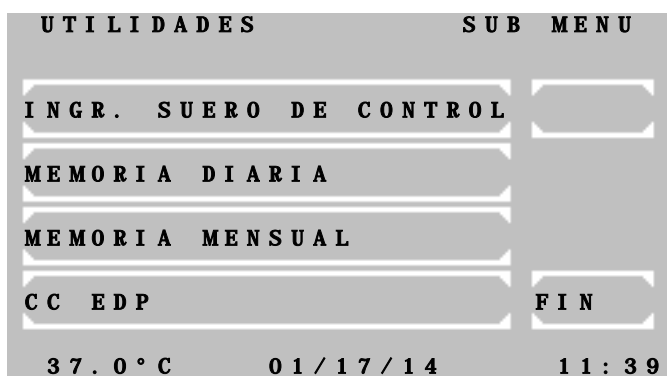 UTILIDADES SUB MENU
INGR. SUERO DE CONTROL
MEMORIA DIARIA
MEMORIA MENSUAL
CC EDP FIN
37.0°C 01/17/14 11:39